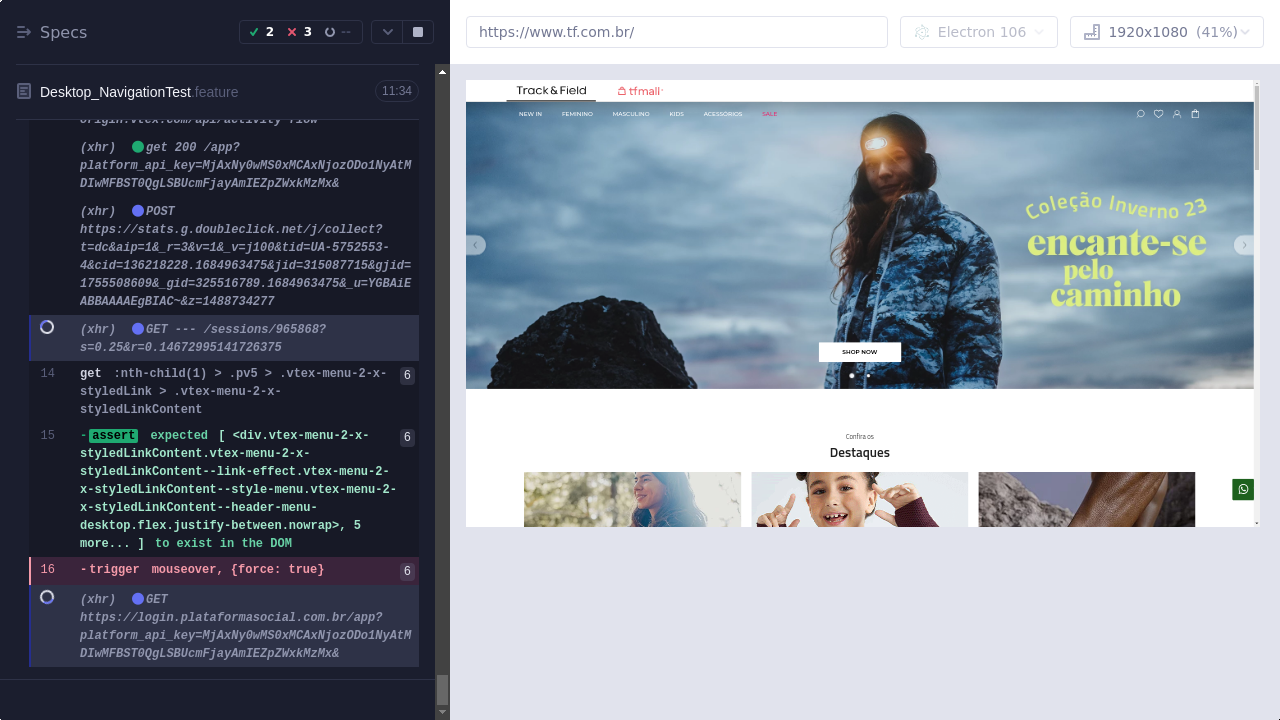 Specs
2
3
--
https://www.tf.com.br/
Electron 106
1920x1080 (41%)
Desktop_NavigationTest.feature
11:34
origin.vtex.com/api/activity-flow
(xhr) get 200 /app?
platform_api_key=MjAxNy0wMS0xMCAxNjozODo1NyAtM
DIwMFBST0QgLSBUcmFjayAmIEZpZWxkMzMx&
(xhr) POST
https://stats.g.doubleclick.net/j/collect?
t=dc&aip=1&_r=3&v=1&_v=j100&tid=UA-5752553-
4&cid=136218228.1684963475&jid=315087715&gjid=
1755508609&_gid=325516789.1684963475&_u=YGBAiE
ABBAAAAEgBIAC~&z=1488734277
(xhr) GET --- /sessions/965868?
s=0.25&r=0.14672995141726375
14 get :nth-child(1) > .pv5 > .vtex-menu-2-x- 6
styledLink > .vtex-menu-2-x-
styledLinkContent
15 -assert expected [ <div.vtex-menu-2-x- 6
styledLinkContent.vtex-menu-2-x-
styledLinkContent--link-effect.vtex-menu-2-
x-styledLinkContent--style-menu.vtex-menu-2-
x-styledLinkContent--header-menu-
desktop.flex.justify-between.nowrap>, 5
more... ] to exist in the DOM
16 -trigger mouseover, {force: true} 6
(xhr) GET
https://login.plataformasocial.com.br/app?
platform_api_key=MjAxNy0wMS0xMCAxNjozODo1NyAtM
DIwMFBST0QgLSBUcmFjayAmIEZpZWxkMzMx&
Track&Field
tfmall
NEW IN FEMININO MASCULINO KIDS ACESSÓRIOS SALE
Coleção Inverno 23
encante-se
pelo
caminho
SHOP NOW
Confira os
Destaques